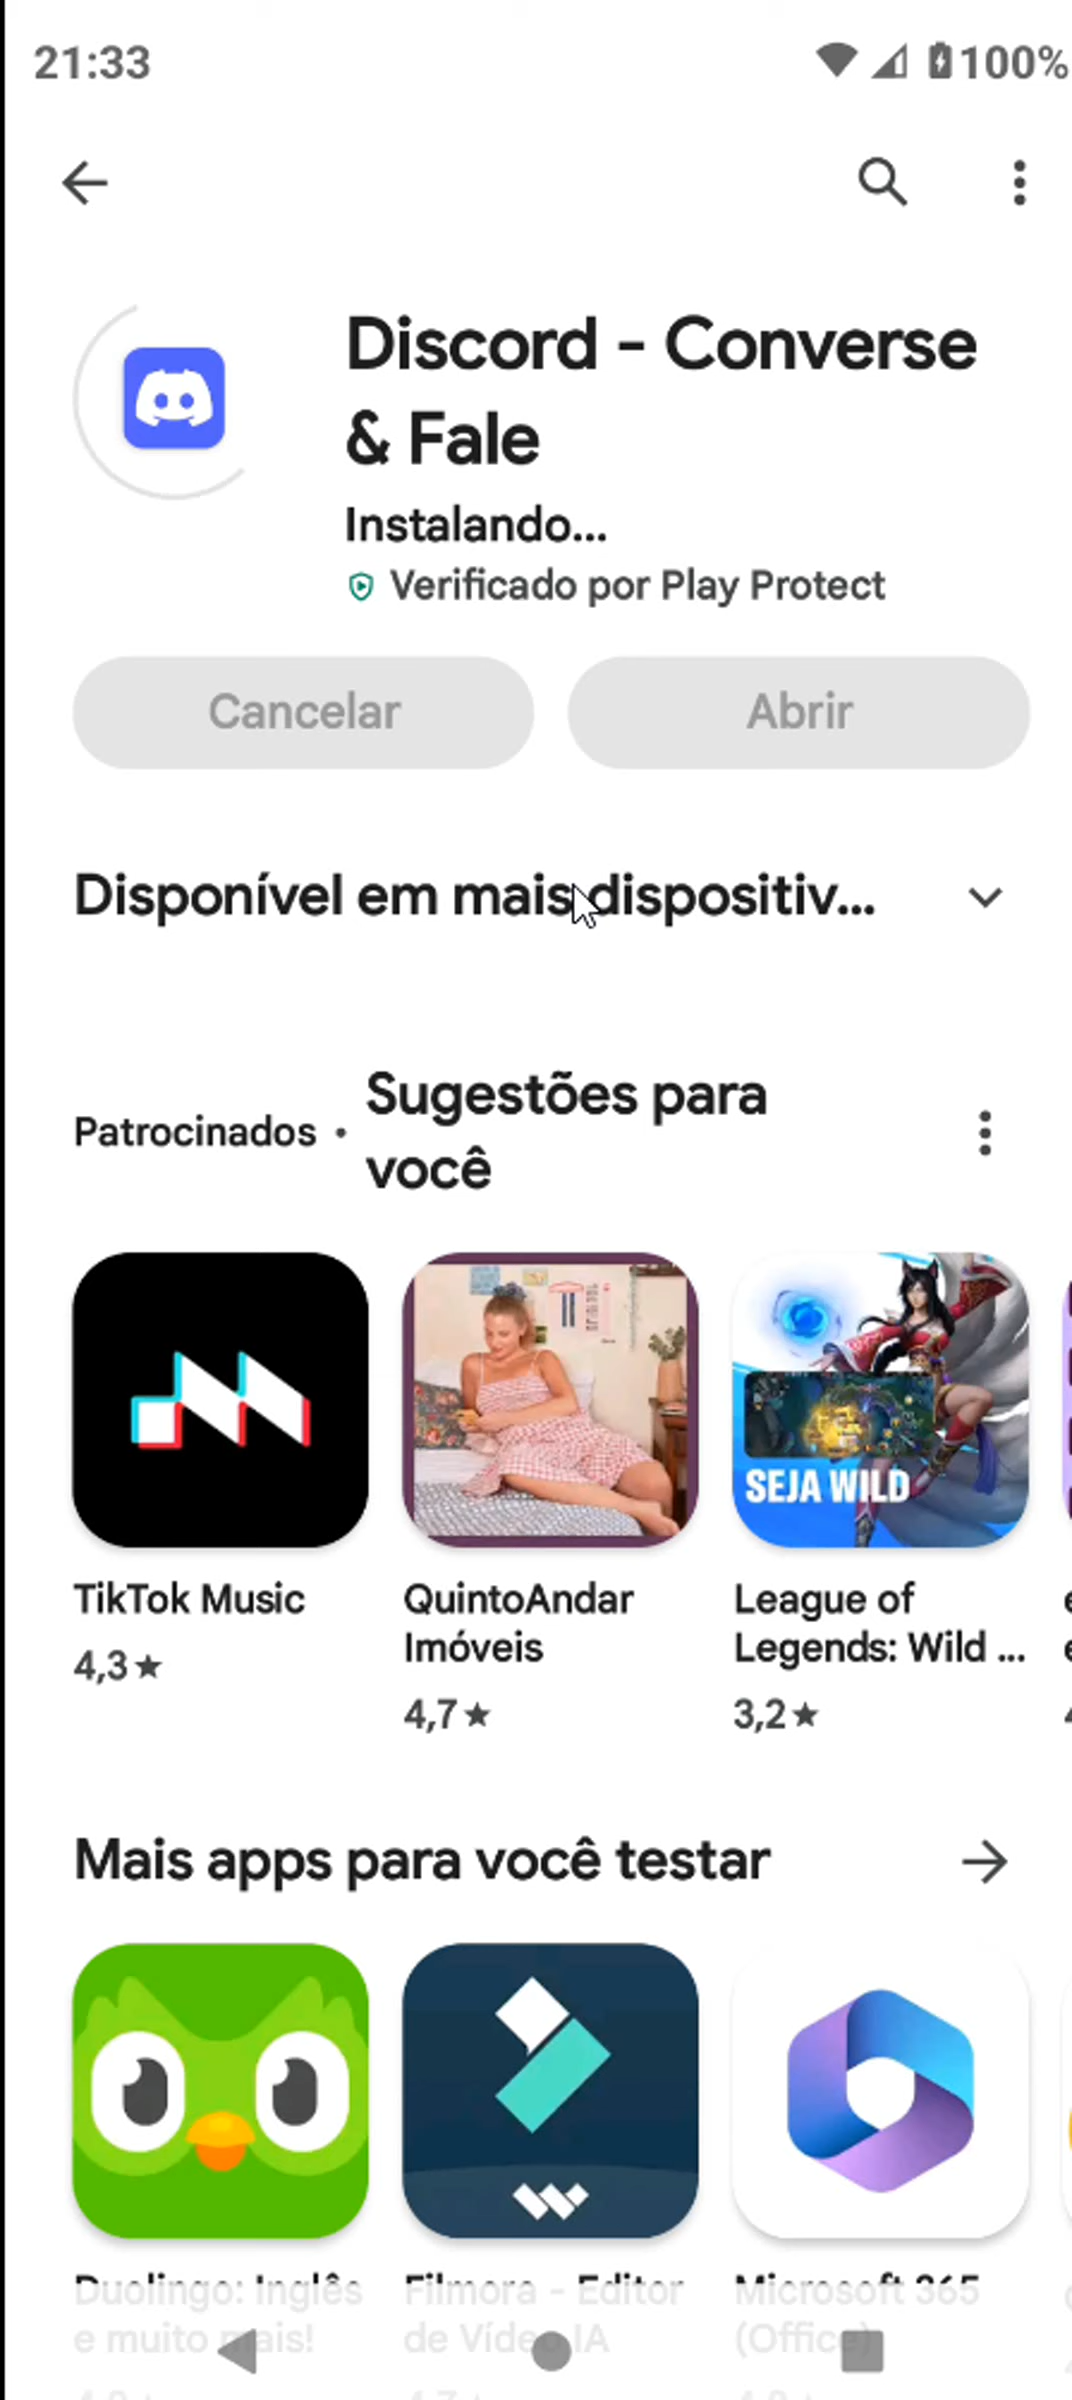 21:33
100%
Discord - Converse
& Fale
Instalando...
Verificado por Play Protect
Cancelar
Abrir
Disponível em mais dispositiv...
Patrocinados •
Sugestões para
você
SEJA WILD
TikTok Music
4,3★
QuintoAndar
Imóveis
4,7★
League of
Legends: Wild ...
3,2★
Mais apps para você testar
Duolingo: Inglês
e muito mais!
Filmora - Editor
de Vídeo IA
Microsoft 365
(Office)